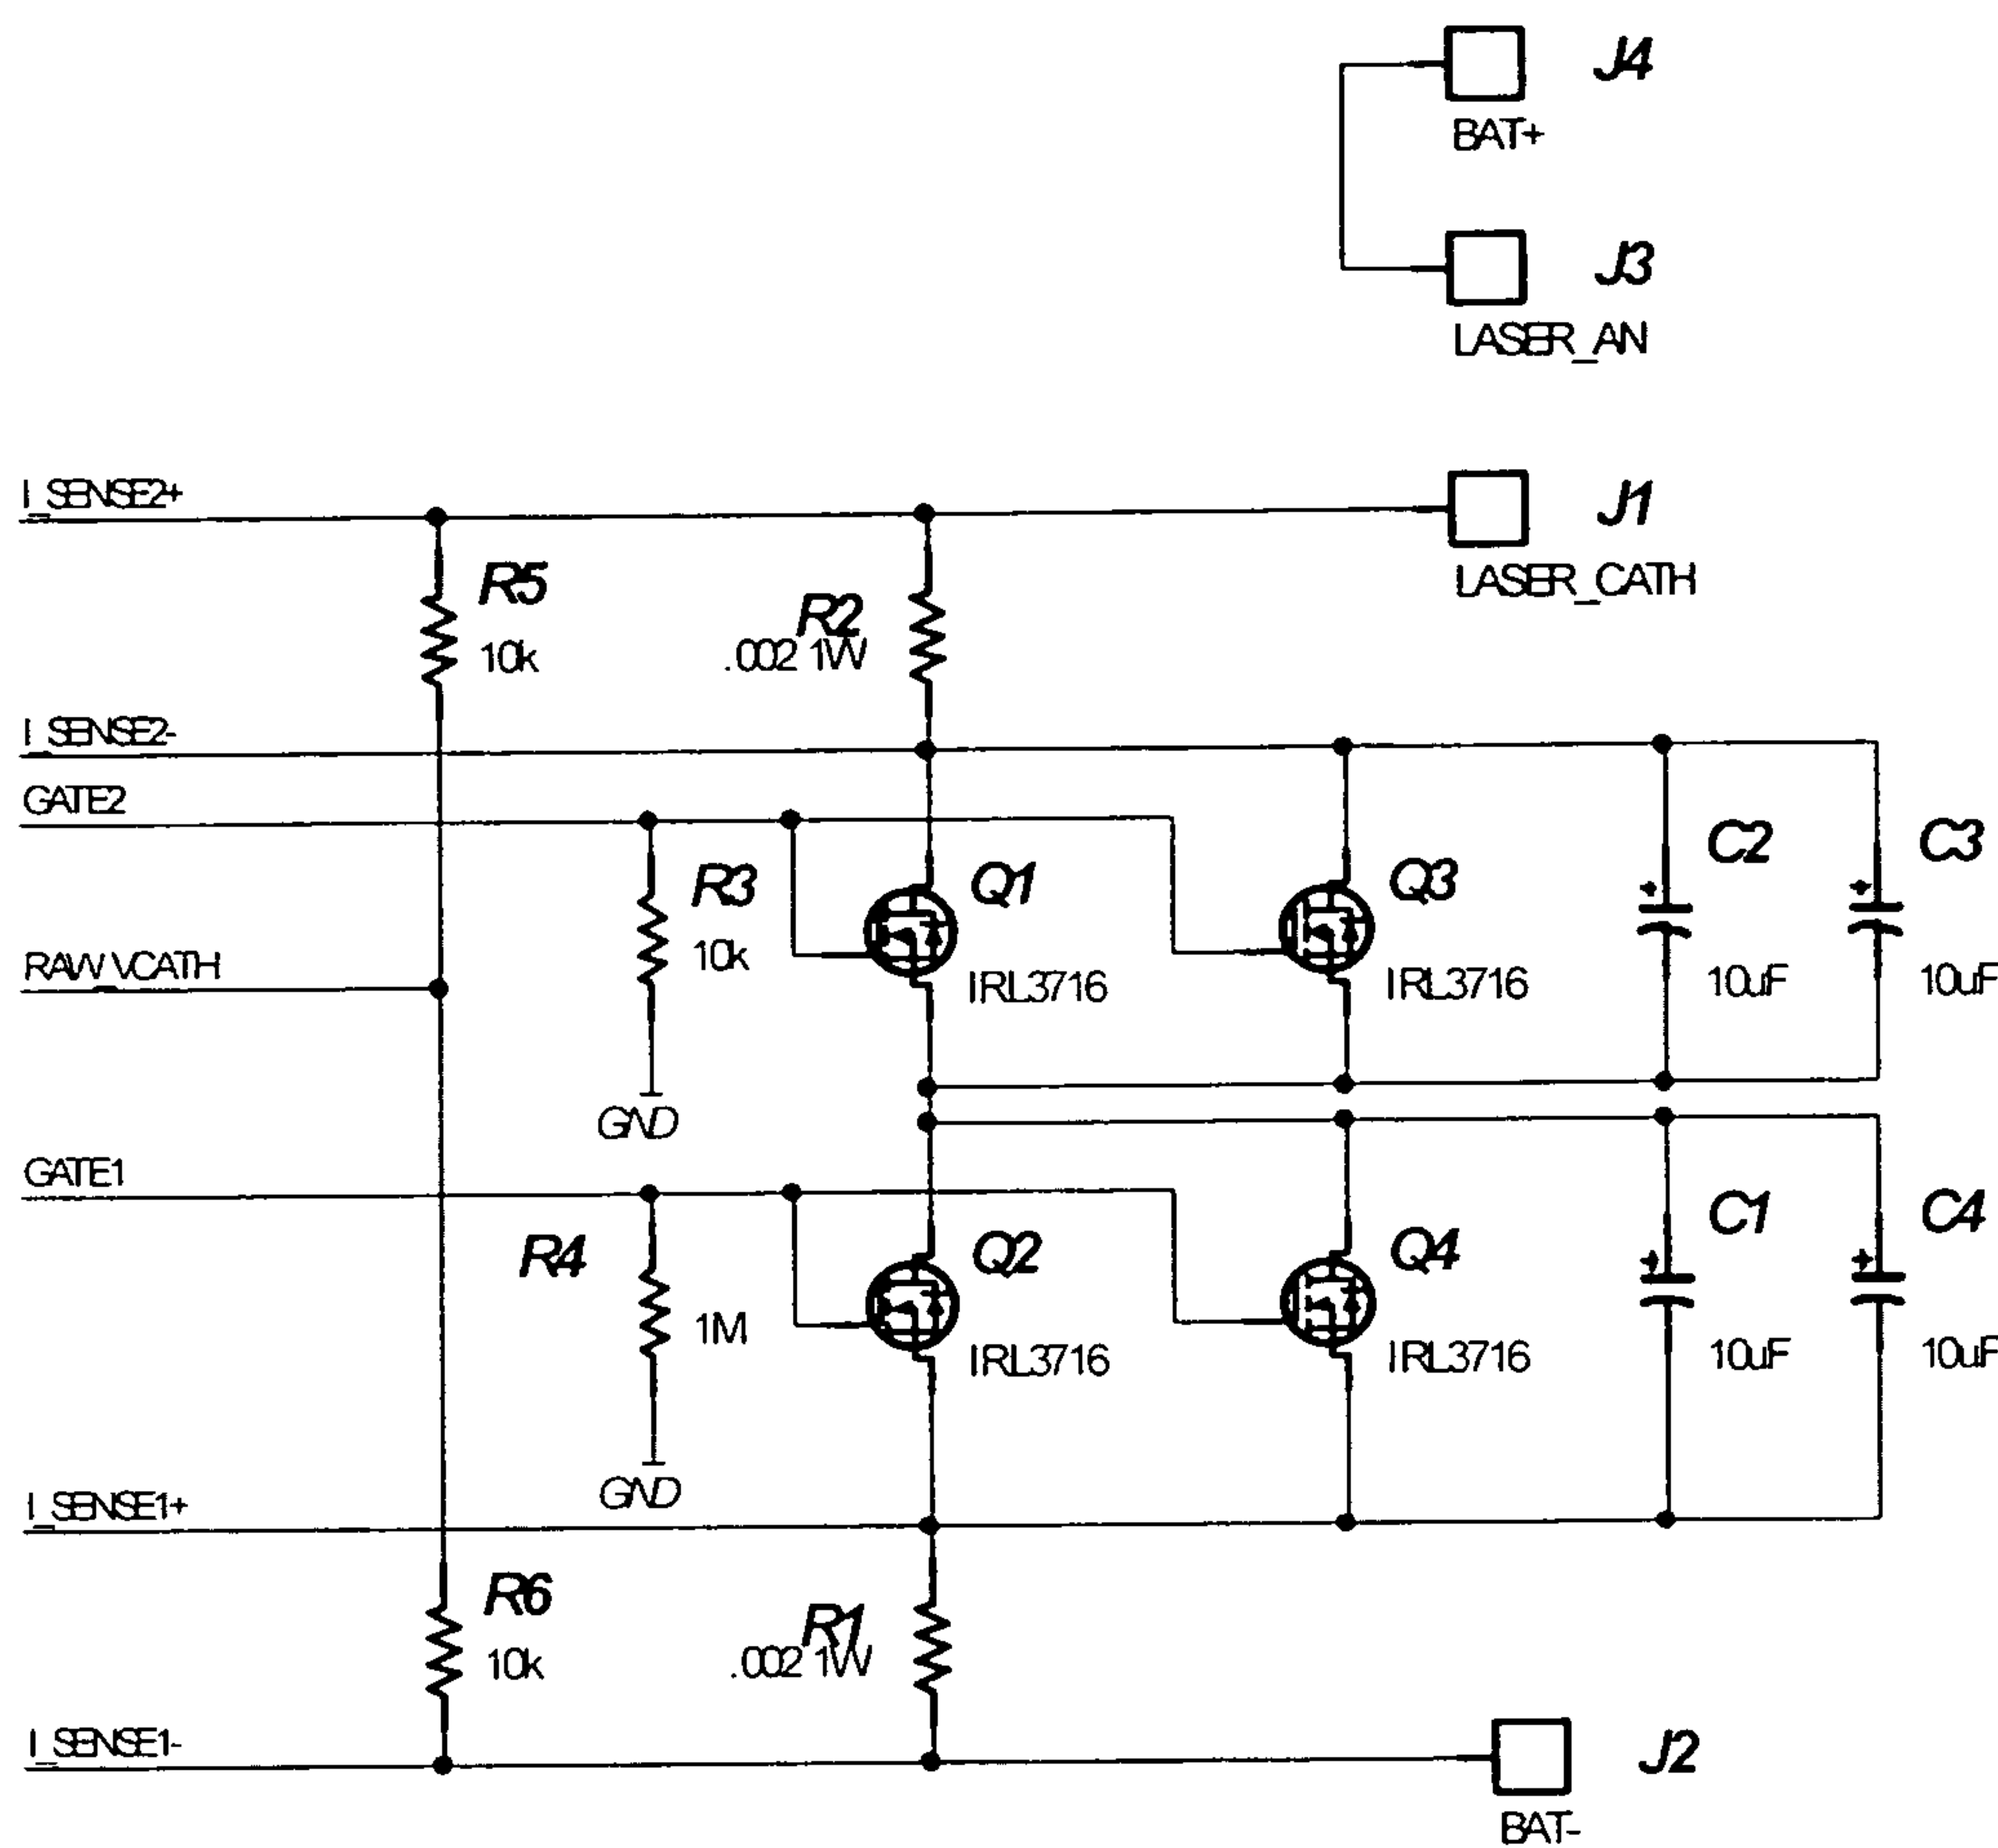 J4
BAT+
J3
LASER_AN
I_SENSE2+
J1
LASER_CATH
R5
10k
R2
.002 1W
I_SENSE2-
GATE2
C2
10uF
C3
10uF
R3
10k
Q1
IRL3716
Q3
IRL3716
RAW_VCATH
GND
GATE1
R4
1M
Q2
IRL3716
Q4
IRL3716
C1
10uF
C4
10uF
GND
I_SENSE1+
R6
10k
R1
.002 1W
I_SENSE1-
J2
BAT-